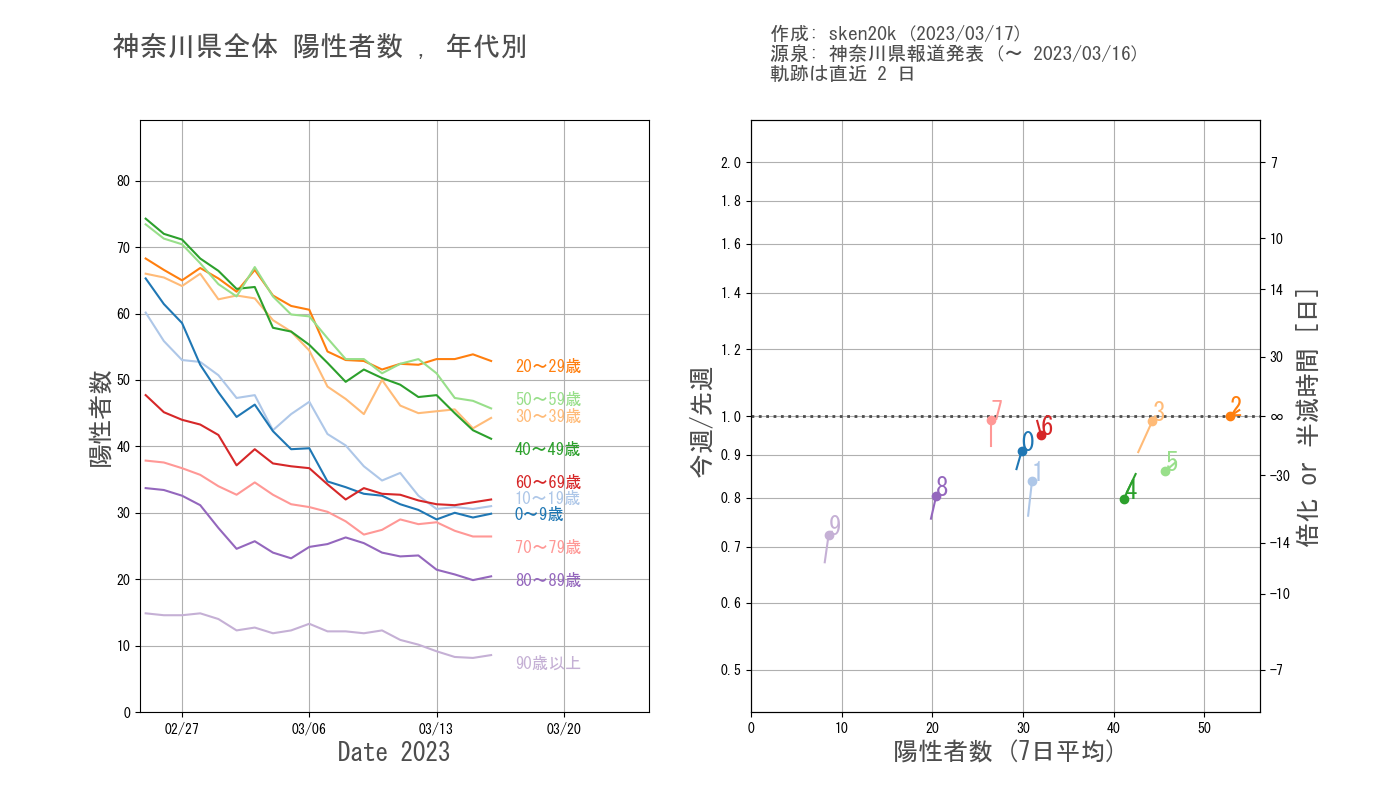 神奈川県全体 陽性者数 , 年代別
作成: sken20k (2023/03/17)
源泉: 神奈川県報道発表 (～ 2023/03/16)
軌跡は直近 2 日
陽性者数
80
70
60
50
40
30
20
10
0
20～29歳
50～59歳
30～39歳
40～49歳
60～69歳
10～19歳
0～9歳
70～79歳
80～89歳
90歳以上
02/27 03/06 03/13 03/20
Date 2023
今週/先週
2.0
1.8
1.6
1.4
1.2
1.0
0.9
0.8
0.7
0.6
0.5
7
3
2
6
0
5
1
4
8
9
7
10
14
30
∞
−30
−14
−10
−7
倍化 or 半減時間 [日]
0 10 20 30 40 50
陽性者数 (7日平均)